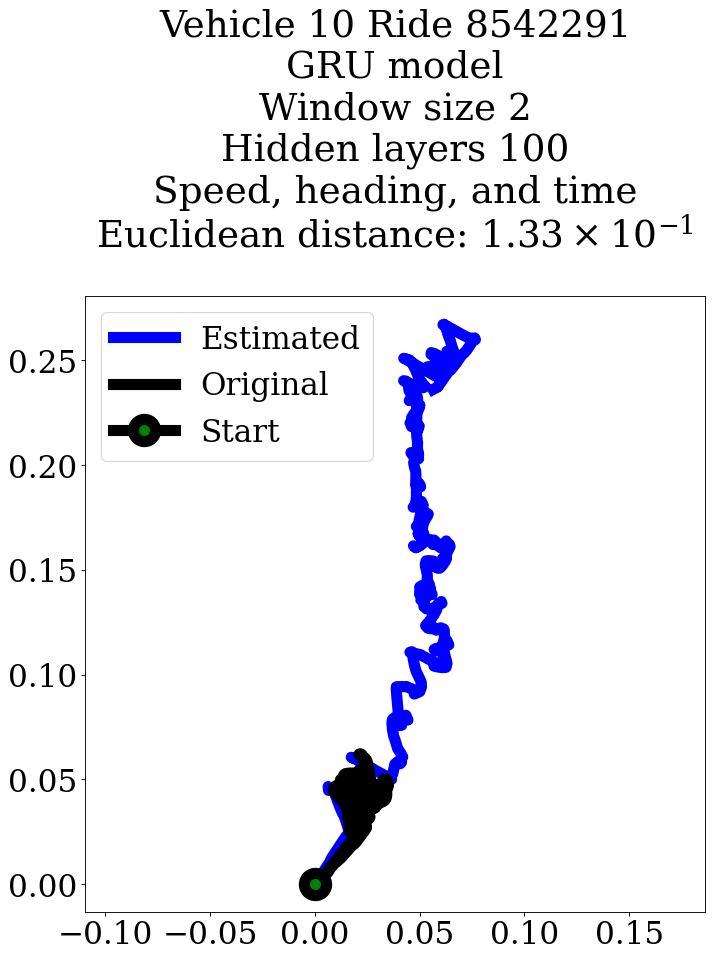 Vehicle 10 Ride 8542291
GRU model
Window size 2
Hidden layers 100
Speed, heading, and time
Euclidean distance: 1.33 × 10⁻¹
Estimated
Original
Start
0.25
0.20
0.15
0.10
0.05
0.00
−0.10 −0.05 0.00 0.05 0.10 0.15